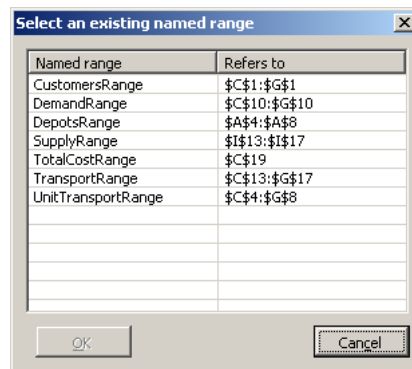 Select an existing named range
Named range Refers to
CustomersRange $C$1:$G$1
DemandRange $C$10:$G$10
DepotsRange $A$4:$A$8
SupplyRange $I$13:$I$17
TotalCostRange $C$19
TransportRange $C$13:$G$17
UnitTransportRange $C$4:$G$8
OK Cancel